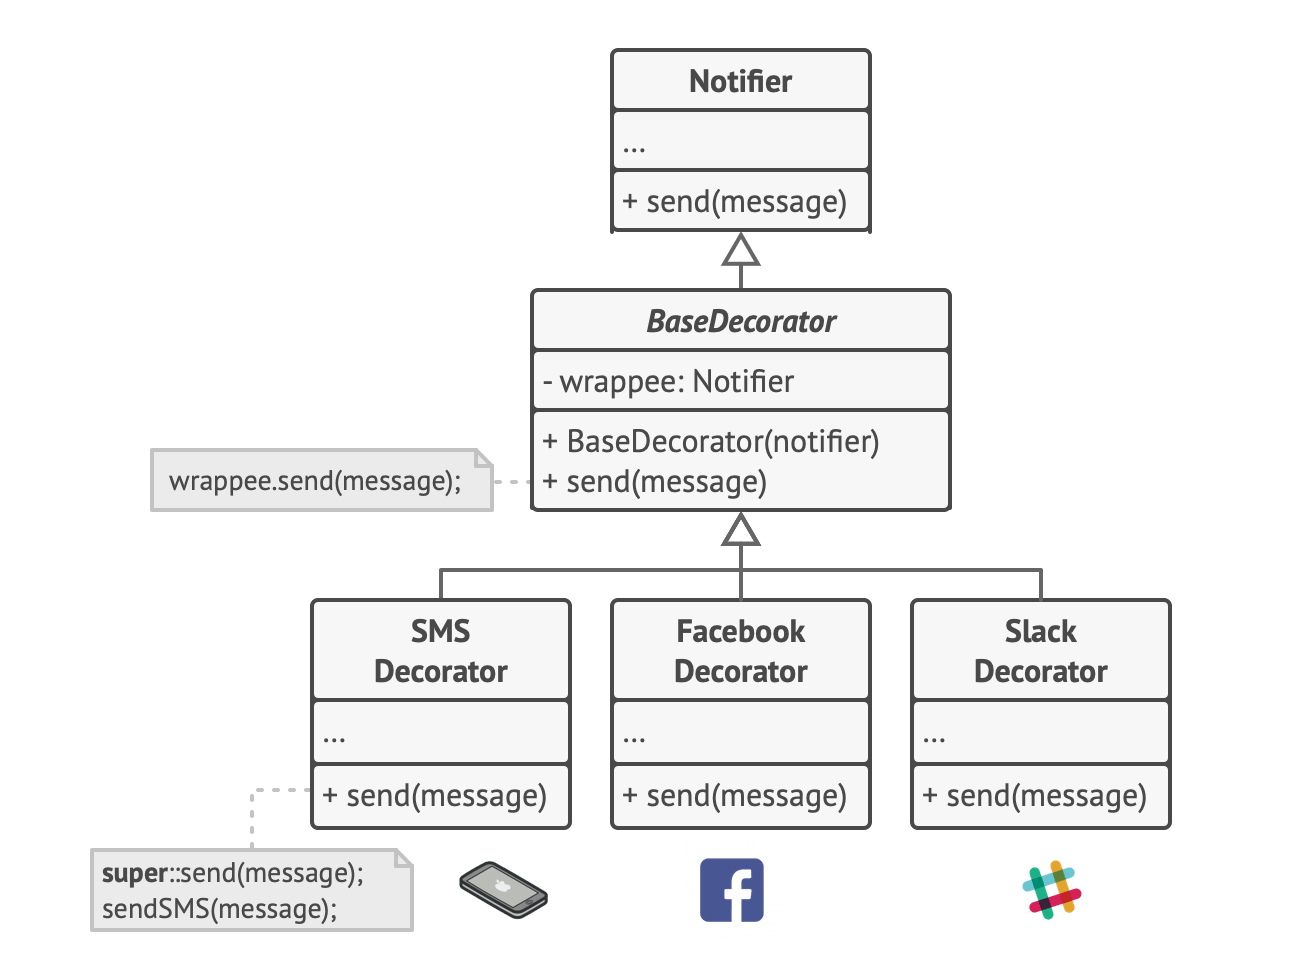 Notifier
...
+ send(message)
BaseDecorator
- wrappee: Notifier
+ BaseDecorator(notifier)
+ send(message)
wrappee.send(message);
SMS
Decorator
...
+ send(message)
Facebook
Decorator
...
+ send(message)
Slack
Decorator
...
+ send(message)
super::send(message);
sendSMS(message);